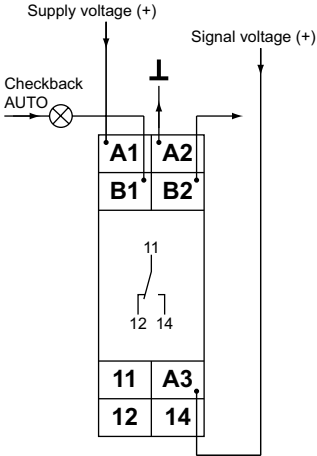 Supply voltage (+)
Signal voltage (+)
Checkback
AUTO
A1 A2
B1 B2
11
12 14
11 A3
12 14